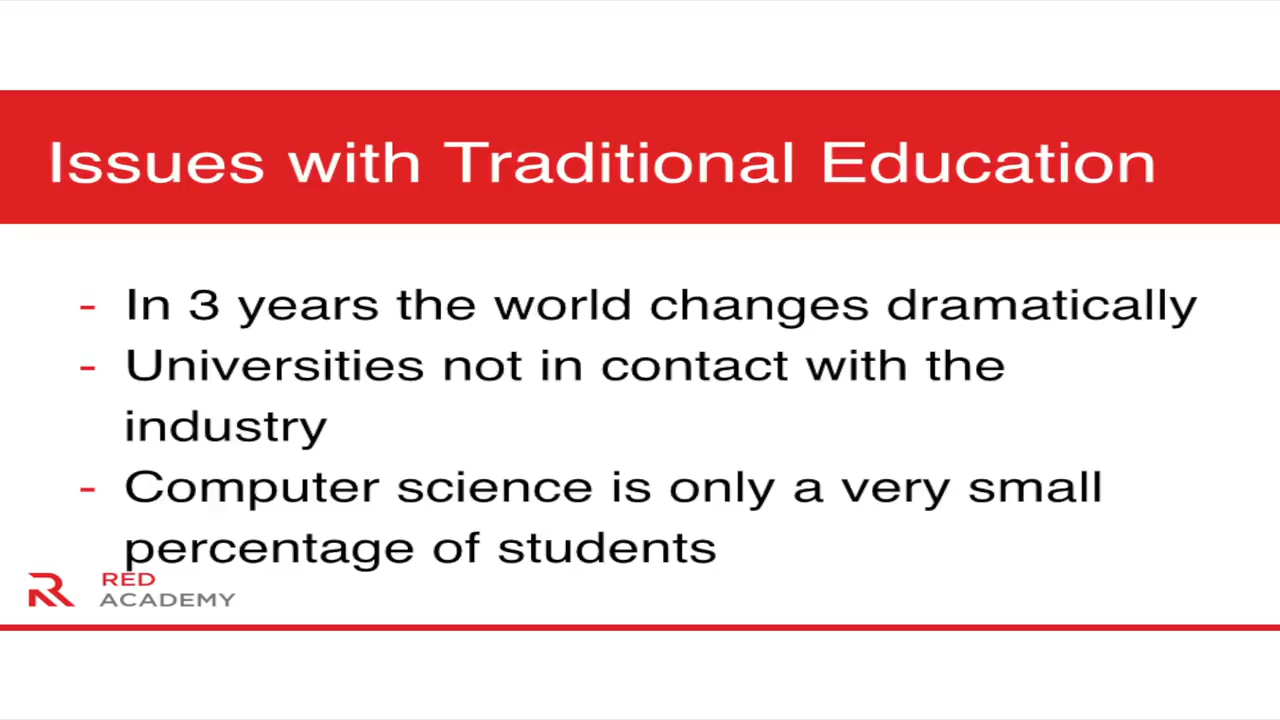 Issues with Traditional Education
- In 3 years the world changes dramatically
- Universities not in contact with the
industry
- Computer science is only a very small
percentage of students
RED
ACADEMY